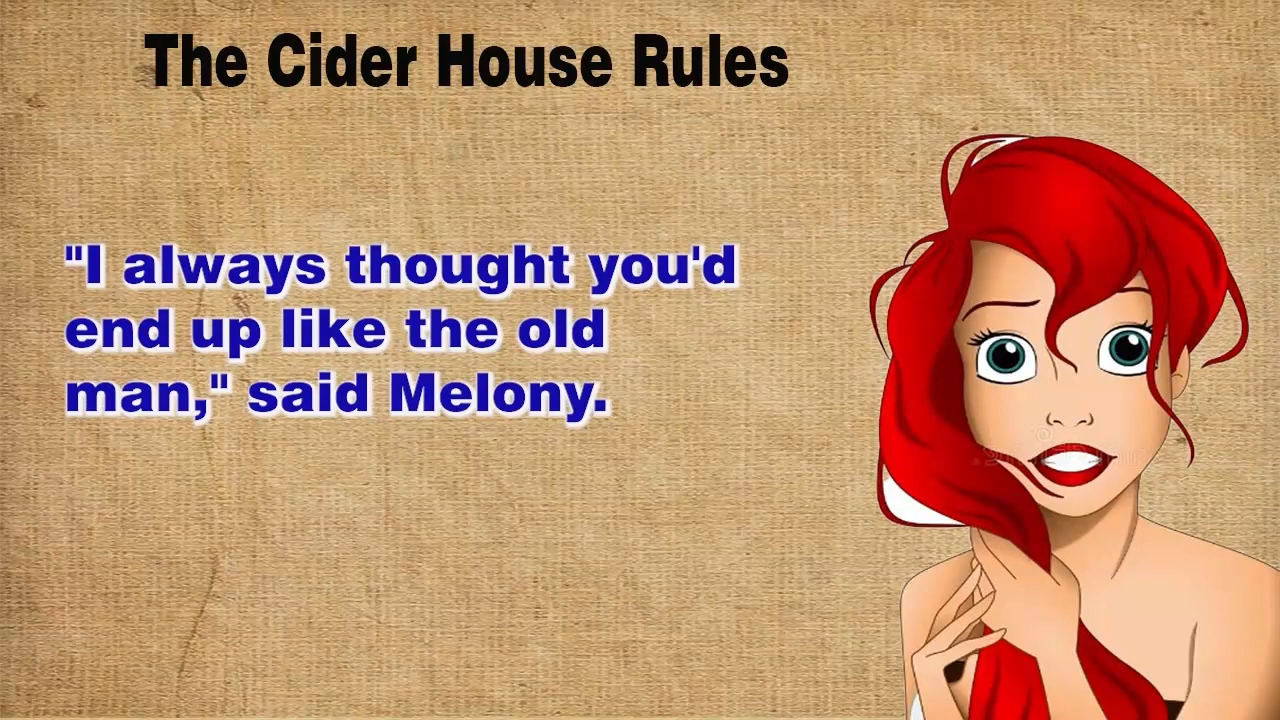 The Cider House Rules
"I always thought you'd
end up like the old
man," said Melony.